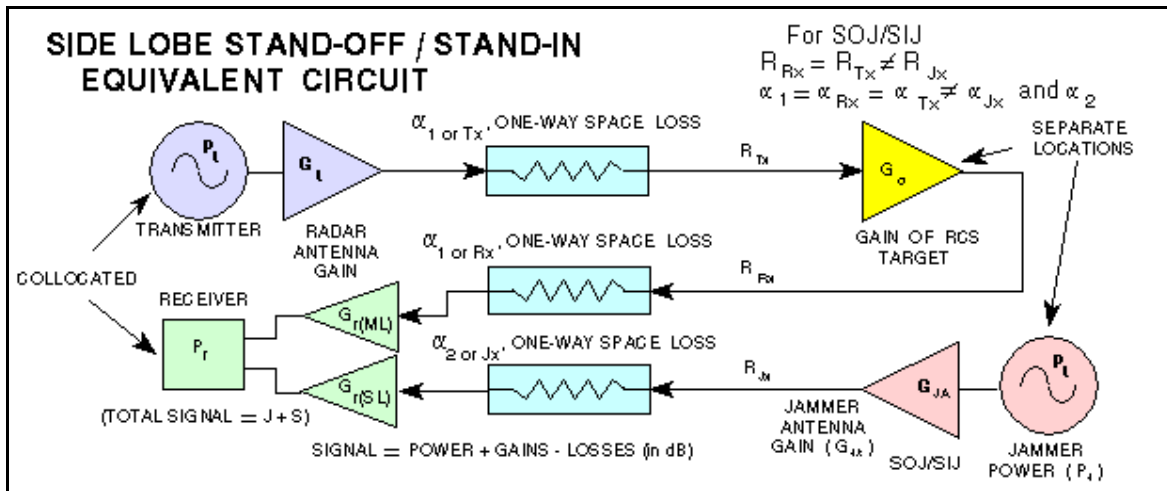 SIDE LOBE STAND-OFF / STAND-IN
EQUIVALENT CIRCUIT
For SOJ/SIJ
R Rx = R Tx ≠ R Jx
α 1 = α Rx = α Tx ≠ α Jx and α 2
α 1 or Tx, ONE-WAY SPACE LOSS
SEPARATE
LOCATIONS
P t
G t
R Tx
G σ
TRANSMITTER
RADAR
ANTENNA
GAIN
GAIN OF RCS
TARGET
COLLOCATED
α 1 or Rx, ONE-WAY SPACE LOSS
R Rx
RECEIVER
G r(ML)
P r
α 2 or Jx, ONE-WAY SPACE LOSS
G r(SL)
R Jx
G JA
P t
(TOTAL SIGNAL = J + S)
JAMMER
ANTENNA
GAIN (G JA)
SIGNAL = POWER + GAINS - LOSSES (in dB)
SOJ/SIJ
JAMMER
POWER (P J)